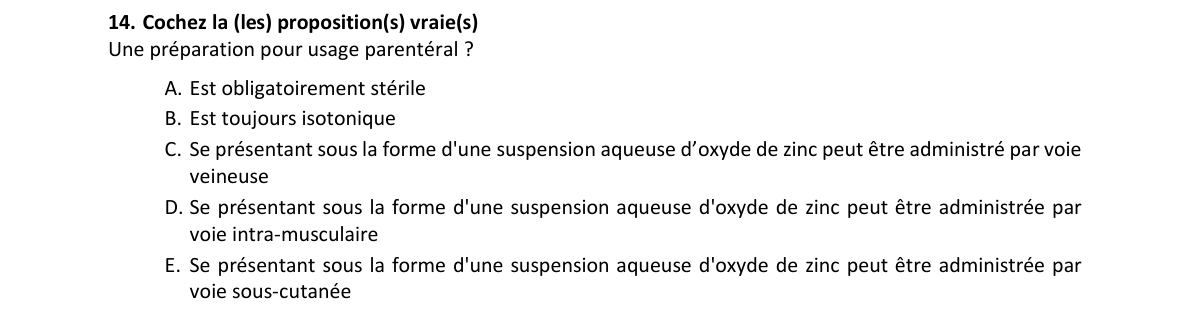 14. Cochez la (les) proposition(s) vraie(s)
Une préparation pour usage parentéral ?
A. Est obligatoirement stérile
B. Est toujours isotonique
C. Se présentant sous la forme d'une suspension aqueuse d’oxyde de zinc peut être administré par voie
veineuse
D. Se présentant sous la forme d'une suspension aqueuse d'oxyde de zinc peut être administrée par
voie intra-musculaire
E. Se présentant sous la forme d'une suspension aqueuse d'oxyde de zinc peut être administrée par
voie sous-cutanée